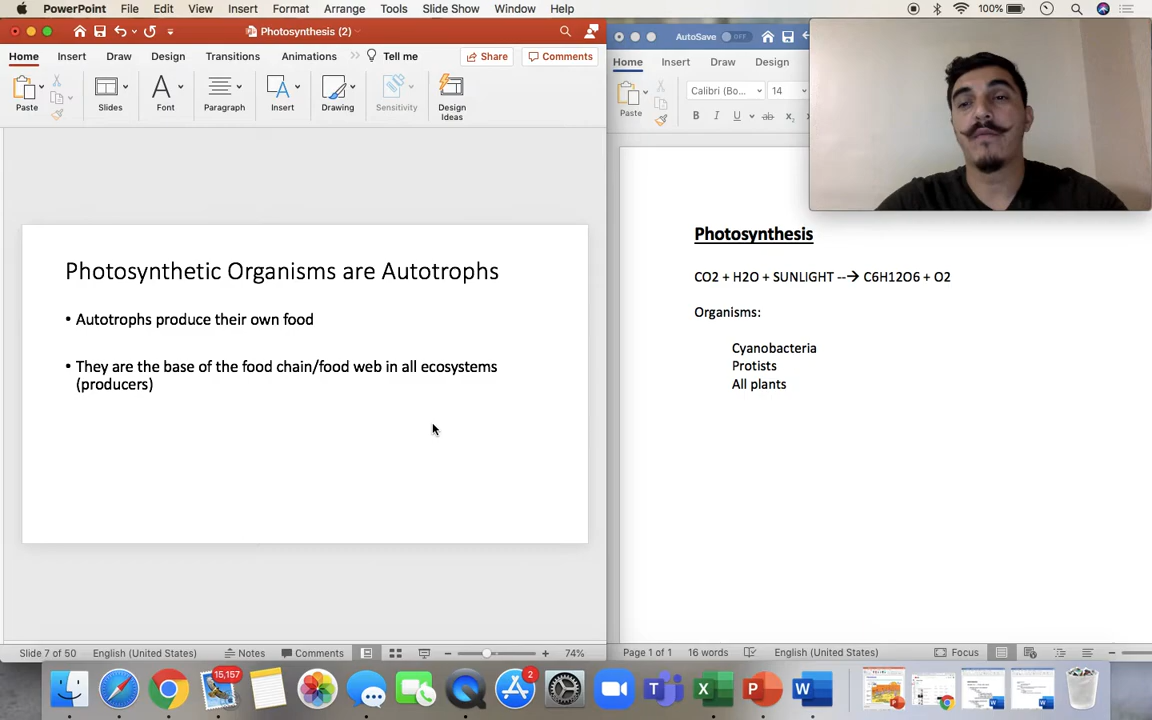 PowerPoint File Edit View Insert Format Arrange Tools Slide Show Window Help 100%
Photosynthesis (2)
Home Insert Draw Design Transitions Animations Tell me Share Comments
Paste Slides Font Paragraph Insert Drawing Sensitivity Design
Ideas
Photosynthetic Organisms are Autotrophs
• Autotrophs produce their own food
• They are the base of the food chain/food web in all ecosystems
(producers)
Slide 7 of 50 English (United States) Notes Comments 74%
AutoSave OFF
Home Insert Draw Design
Paste Calibri (Bo... 14
B I U ab x2
Photosynthesis
CO2 + H2O + SUNLIGHT --→ C6H12O6 + O2
Organisms:
Cyanobacteria
Protists
All plants
Page 1 of 1 16 words English (United States) Focus
15,157
2